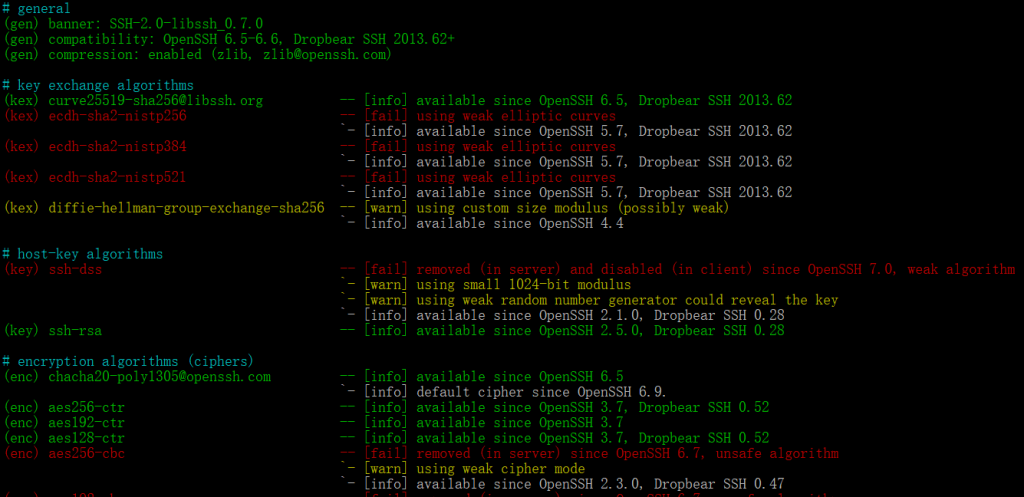 # general
(gen) banner: SSH-2.0-libssh_0.7.0
(gen) compatibility: OpenSSH 6.5-6.6, Dropbear SSH 2013.62+
(gen) compression: enabled (zlib, zlib@openssh.com)
# key exchange algorithms
(kex) curve25519-sha256@libssh.org -- [info] available since OpenSSH 6.5, Dropbear SSH 2013.62
(kex) ecdh-sha2-nistp256 -- [fail] using weak elliptic curves
`- [info] available since OpenSSH 5.7, Dropbear SSH 2013.62
(kex) ecdh-sha2-nistp384 -- [fail] using weak elliptic curves
`- [info] available since OpenSSH 5.7, Dropbear SSH 2013.62
(kex) ecdh-sha2-nistp521 -- [fail] using weak elliptic curves
`- [info] available since OpenSSH 5.7, Dropbear SSH 2013.62
(kex) diffie-hellman-group-exchange-sha256 -- [warn] using custom size modulus (possibly weak)
`- [info] available since OpenSSH 4.4
# host-key algorithms
(key) ssh-dss -- [fail] removed (in server) and disabled (in client) since OpenSSH 7.0, weak algorithm
`- [warn] using small 1024-bit modulus
`- [warn] using weak random number generator could reveal the key
`- [info] available since OpenSSH 2.1.0, Dropbear SSH 0.28
(key) ssh-rsa -- [info] available since OpenSSH 2.5.0, Dropbear SSH 0.28
# encryption algorithms (ciphers)
(enc) chacha20-poly1305@openssh.com -- [info] available since OpenSSH 6.5
`- [info] default cipher since OpenSSH 6.9.
(enc) aes256-ctr -- [info] available since OpenSSH 3.7, Dropbear SSH 0.52
(enc) aes192-ctr -- [info] available since OpenSSH 3.7
(enc) aes128-ctr -- [info] available since OpenSSH 3.7, Dropbear SSH 0.52
(enc) aes256-cbc -- [fail] removed (in server) since OpenSSH 6.7, unsafe algorithm
`- [warn] using weak cipher mode
`- [info] available since OpenSSH 2.3.0, Dropbear SSH 0.47